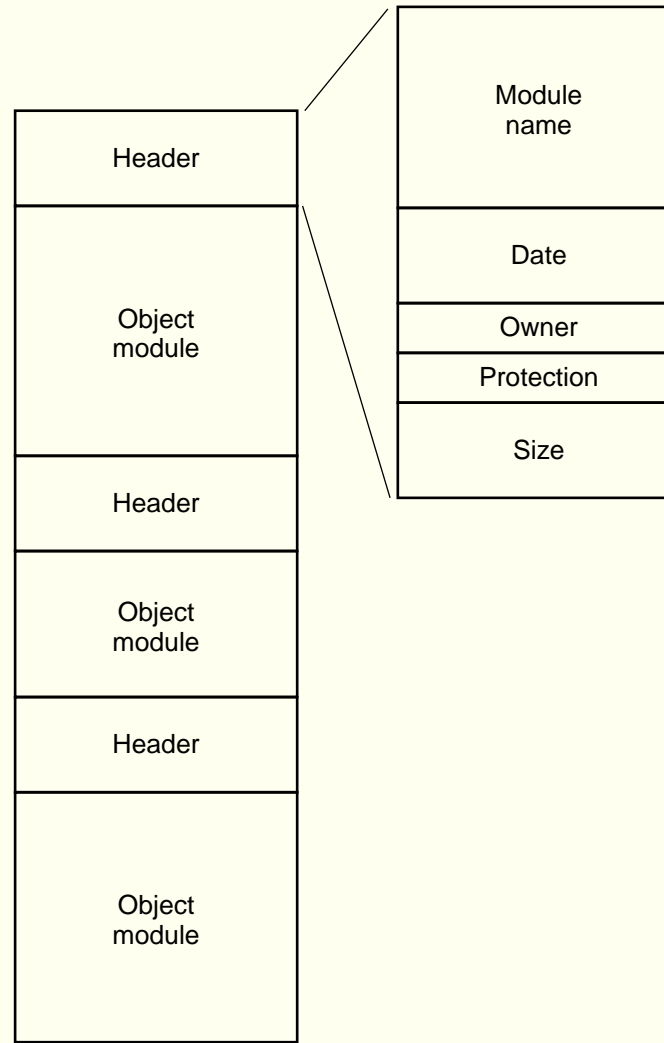 Header
Object
module
Header
Object
module
Header
Object
module
Module
name
Date
Owner
Protection
Size